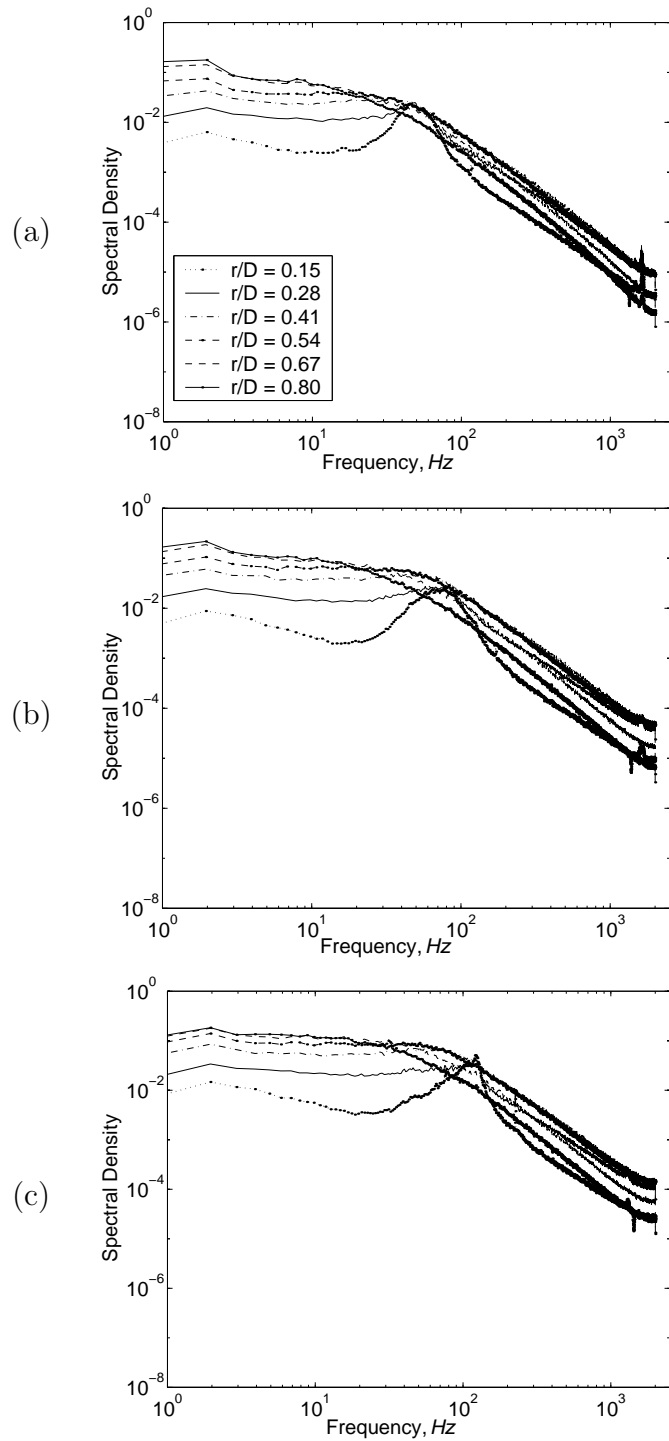 10^0
10^−2
10^−4
10^−6
10^−8
Spectral Density
(a)
r/D = 0.15
r/D = 0.28
r/D = 0.41
r/D = 0.54
r/D = 0.67
r/D = 0.80
10^0 10^1 10^2 10^3
Frequency, Hz
10^0
10^−2
10^−4
10^−6
10^−8
Spectral Density
(b)
10^0 10^1 10^2 10^3
Frequency, Hz
10^0
10^−2
10^−4
10^−6
10^−8
Spectral Density
(c)
10^0 10^1 10^2 10^3
Frequency, Hz